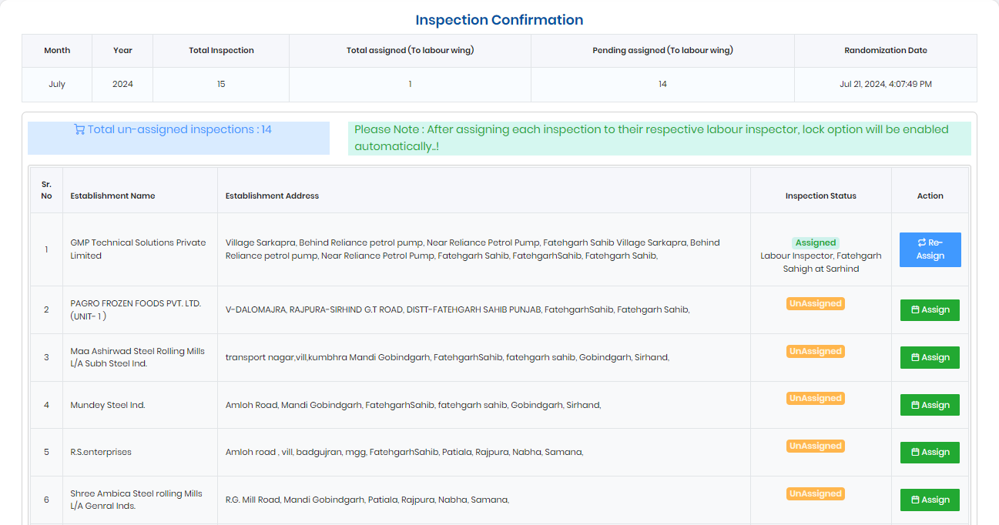 Inspection Confirmation
Month Year Total Inspection Total assigned (To labour wing) Pending assigned (To labour wing) Randomization Date
July 2024 15 1 14 Jul 21, 2024, 4:07:49 PM
Total un-assigned inspections : 14
Please Note : After assigning each inspection to their respective labour inspector, lock option will be enabled
automatically..!
Sr.
No Establishment Name Establishment Address Inspection Status Action
1
GMP Technical Solutions Private
Limited
Village Sarkapra, Behind Reliance petrol pump, Near Reliance Petrol Pump, Fatehgarh Sahib Village Sarkapra, Behind
Reliance petrol pump, Near Reliance Petrol Pump, Fatehgarh Sahib, FatehgarhSahib, Fatehgarh Sahib,
Assigned
Labour Inspector, Fatehgarh
Sahigh at Sarhind
Re-
Assign
2
PAGRO FROZEN FOODS PVT. LTD.
(UNIT- 1 )
V-DALOMAJRA, RAJPURA-SIRHIND G.T ROAD, DISTT-FATEHGARH SAHIB PUNJAB, FatehgarhSahib, Fatehgarh Sahib,
UnAssigned
Assign
3
Maa Ashirwad Steel Rolling Mills
L/A Subh Steel Ind.
transport nagar,vill,kumbhra Mandi Gobindgarh, FatehgarhSahib, fatehgarh sahib, Gobindgarh, Sirhand,
UnAssigned
Assign
4
Mundey Steel Ind.
Amloh Road, Mandi Gobindgarh, FatehgarhSahib, fatehgarh sahib, Gobindgarh, Sirhand,
UnAssigned
Assign
5
R.S.enterprises
Amloh road , vill, badgujran, mgg, FatehgarhSahib, Patiala, Rajpura, Nabha, Samana,
UnAssigned
Assign
6
Shree Ambica Steel rolling Mills
L/A Genral Inds.
R.G. Mill Road, Mandi Gobindgarh, Patiala, Rajpura, Nabha, Samana,
UnAssigned
Assign